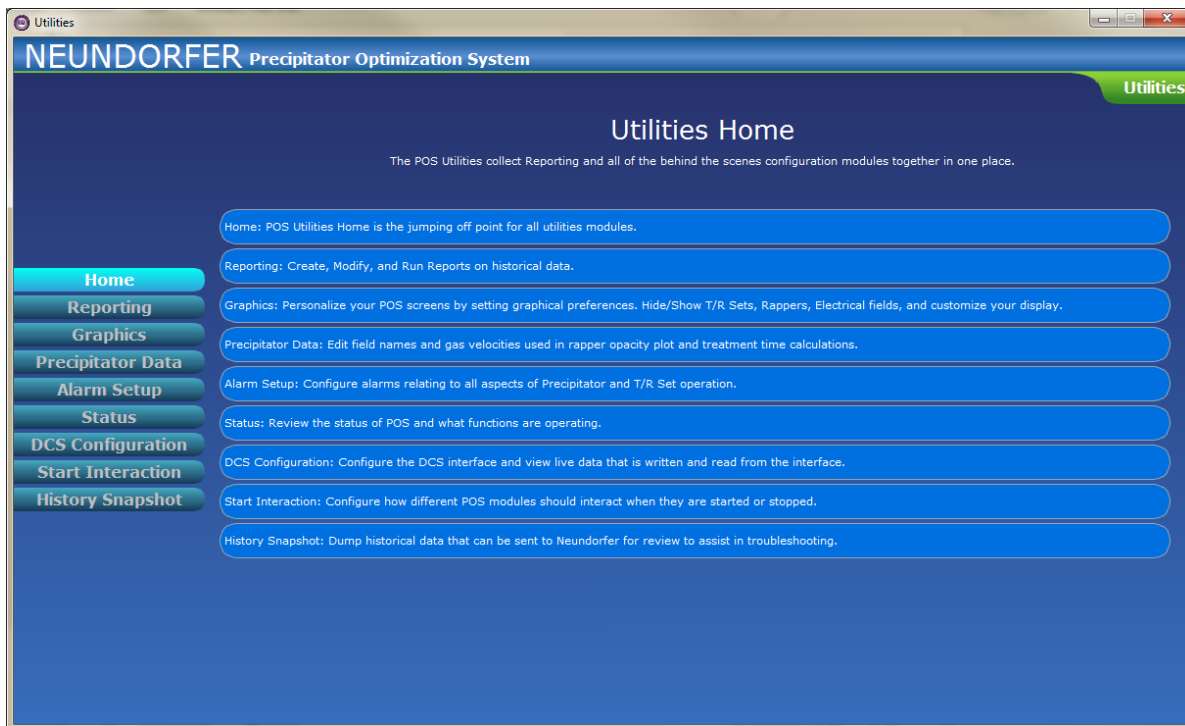 Utilities
NEUNDORFER Precipitator Optimization System
Utilities
Utilities Home
The POS Utilities collect Reporting and all of the behind the scenes configuration modules together in one place.
Home
Reporting
Graphics
Precipitator Data
Alarm Setup
Status
DCS Configuration
Start Interaction
History Snapshot
Home: POS Utilities Home is the jumping off point for all utilities modules.
Reporting: Create, Modify, and Run Reports on historical data.
Graphics: Personalize your POS screens by setting graphical preferences. Hide/Show T/R Sets, Rappers, Electrical fields, and customize your display.
Precipitator Data: Edit field names and gas velocities used in rapper opacity plot and treatment time calculations.
Alarm Setup: Configure alarms relating to all aspects of Precipitator and T/R Set operation.
Status: Review the status of POS and what functions are operating.
DCS Configuration: Configure the DCS interface and view live data that is written and read from the interface.
Start Interaction: Configure how different POS modules should interact when they are started or stopped.
History Snapshot: Dump historical data that can be sent to Neundorfer for review to assist in troubleshooting.